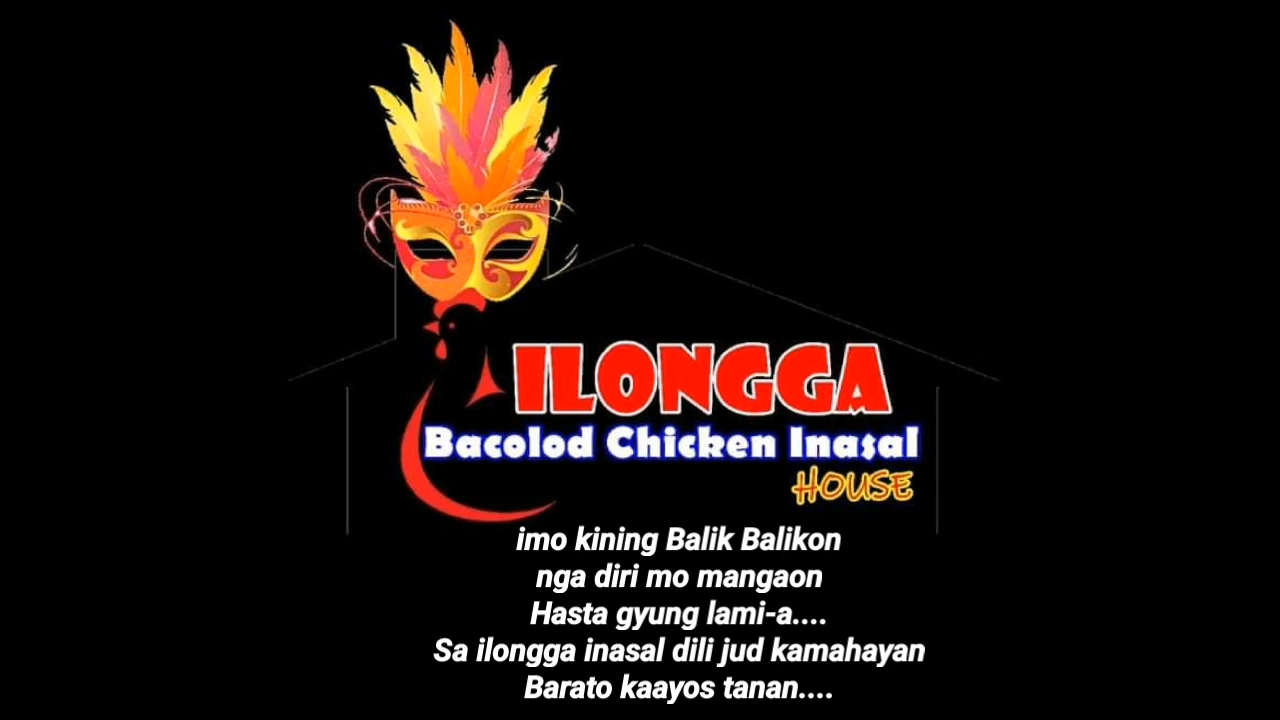 ILONGGA
Bacolod Chicken Inasal
HOUSE
imo kining Balik Balikon
nga diri mo mangaon
Hasta gyung lami-a....
Sa ilongga inasal dili jud kamahayan
Barato kaayos tanan....